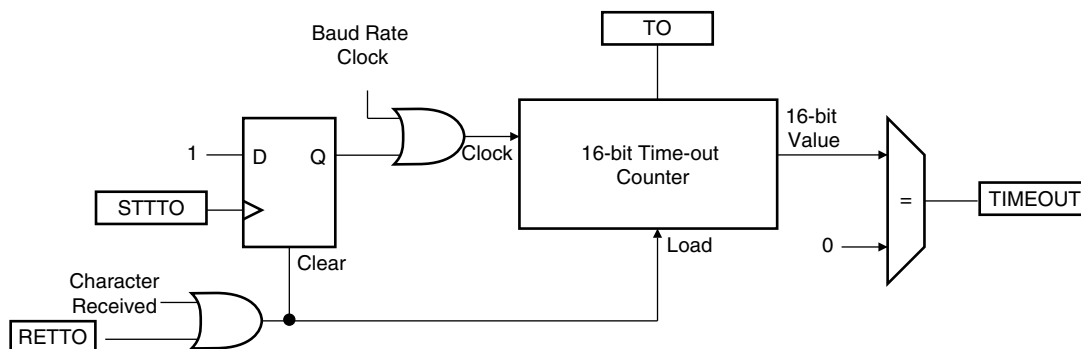 TO
Baud Rate
Clock
16-bit
Value
1
D
Q
Clock
16-bit Time-out
Counter
=
TIMEOUT
STTTO
Clear
Load
0
Character
Received
RETTO